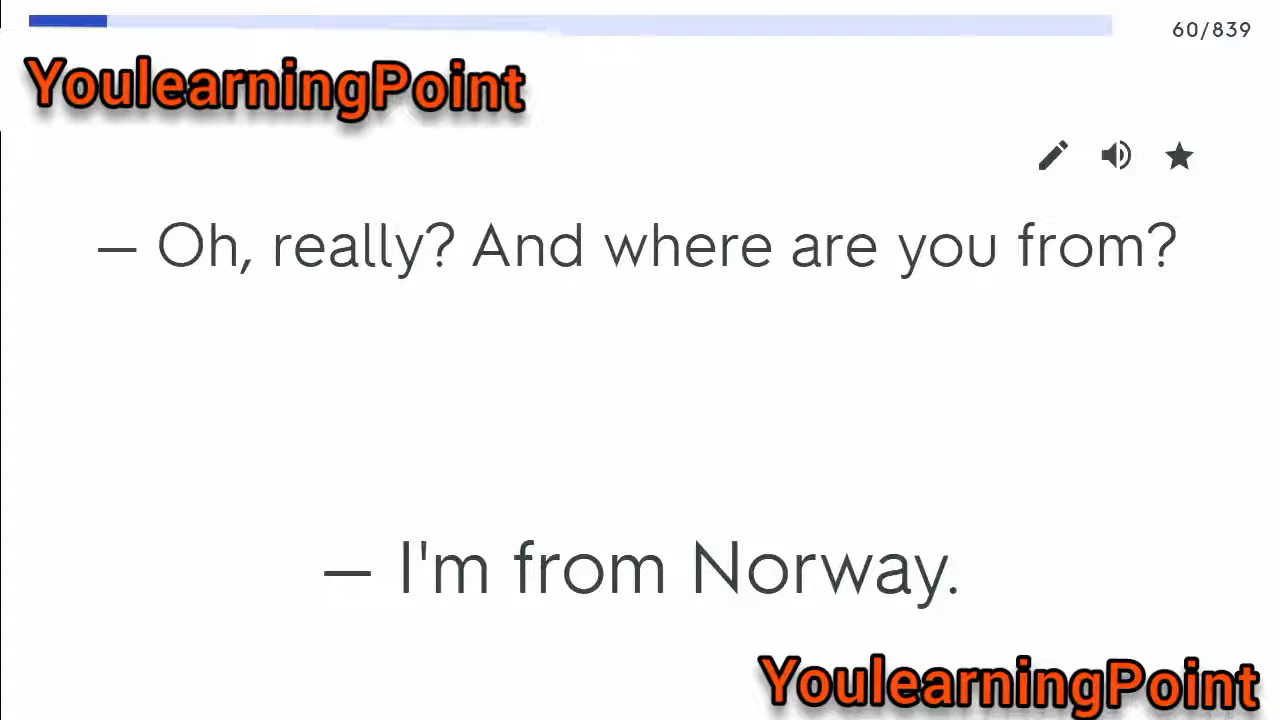 60/839
YoulearningPoint
— Oh, really? And where are you from?
— I'm from Norway.
YoulearningPoint